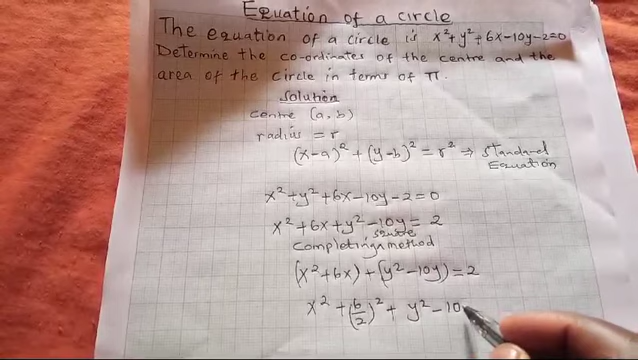 Equation of a circle
The equation of a circle is x²+y²+6x-10y-2=0
Determine the co-ordinates of the centre and the
area of the circle in terms of π.
Solution
centre (a, b)
radius = r
(x-a)² + (y-b)² = r² ⇒ standard
Equation
x²+y²+6x-10y-2=0
x²+6x+y²-10y=2
square
completing method
(x²+6x)+(y²-10y)=2
x² + (6/2)² + y² - 10